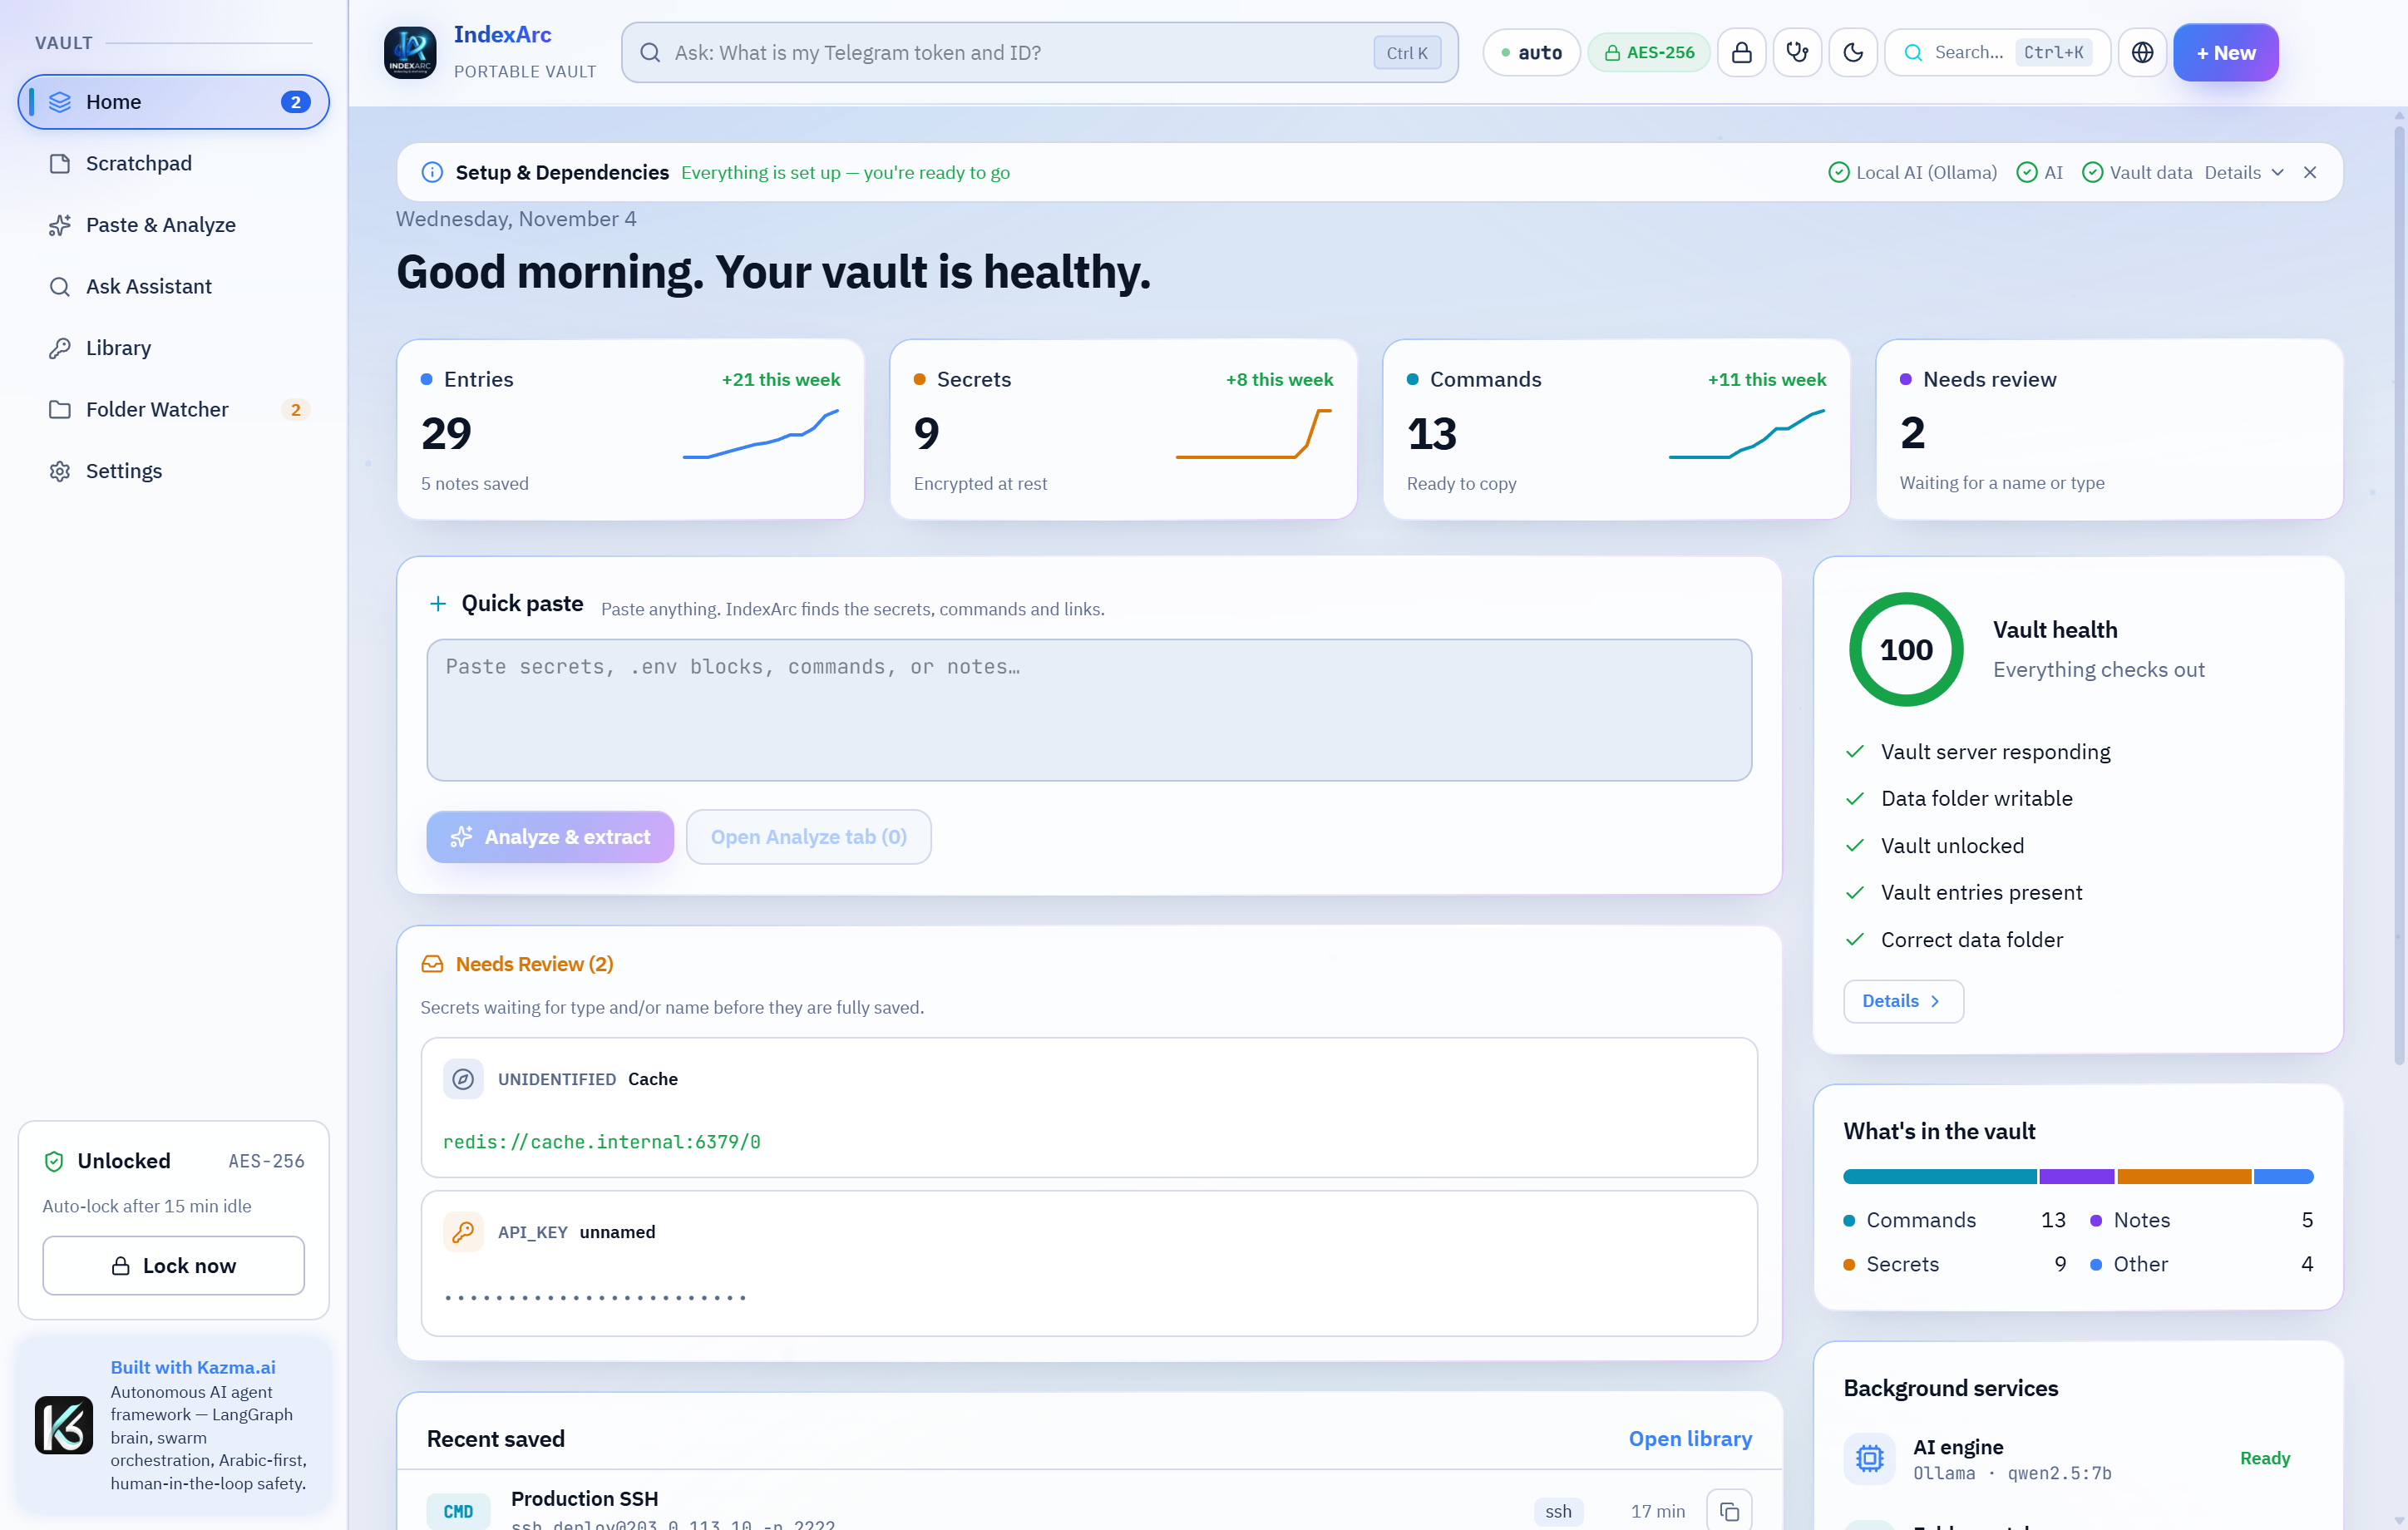 VAULT
Home 2
Scratchpad
Paste & Analyze
Ask Assistant
Library
Folder Watcher 2
Settings
Unlocked AES-256
Auto-lock after 15 min idle
Lock now
Built with Kazma.ai
Autonomous AI agent
framework — LangGraph
brain, swarm
orchestration, Arabic-first,
human-in-the-loop safety.
INDEXARC
IndexArc
PORTABLE VAULT
Ask: What is my Telegram token and ID? Ctrl K
auto
AES-256
Search... Ctrl+K
+ New
Setup & Dependencies Everything is set up — you're ready to go
Local AI (Ollama) AI Vault data Details
Wednesday, November 4
Good morning. Your vault is healthy.
Entries +21 this week
29
5 notes saved
Secrets +8 this week
9
Encrypted at rest
Commands +11 this week
13
Ready to copy
Needs review
2
Waiting for a name or type
Quick paste Paste anything. IndexArc finds the secrets, commands and links.
Paste secrets, .env blocks, commands, or notes…
Analyze & extract
Open Analyze tab (0)
Needs Review (2)
Secrets waiting for type and/or name before they are fully saved.
UNIDENTIFIED Cache
redis://cache.internal:6379/0
API_KEY unnamed
••••••••••••••••••••••••
Recent saved Open library
CMD Production SSH ssh 17 min
ssh deploy@203.0.113.10 -p 2222
100
Vault health
Everything checks out
Vault server responding
Data folder writable
Vault unlocked
Vault entries present
Correct data folder
Details
What's in the vault
Commands 13 Notes 5
Secrets 9 Other 4
Background services
AI engine
Ollama · qwen2.5:7b
Ready